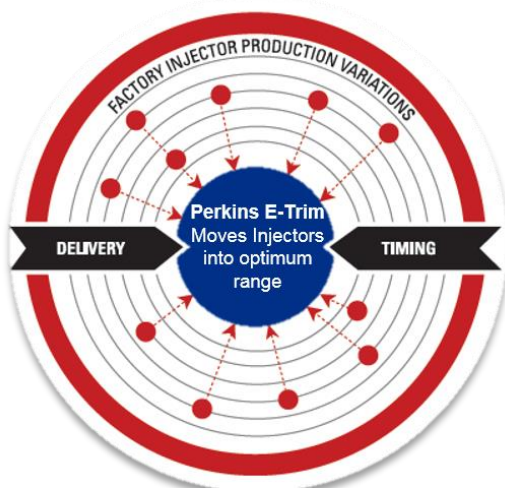 FACTORY INJECTOR PRODUCTION VARIATIONS
Perkins E-Trim
Moves Injectors
into optimum
range
DELIVERY
TIMING